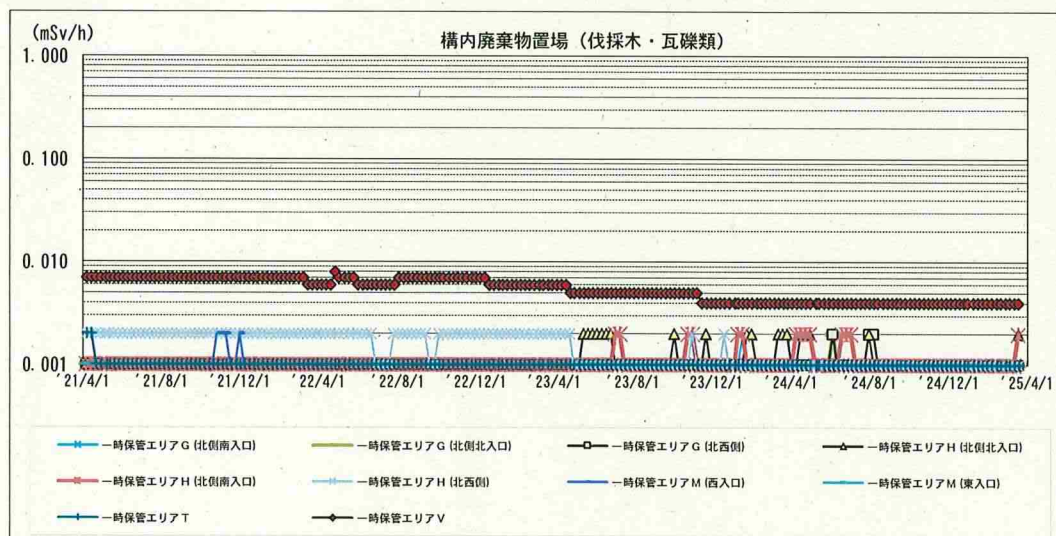 (mSv/h)
構内廃棄物置場（伐採木・瓦礫類）
1.000
0.100
0.010
0.001
'21/4/1 '21/8/1 '21/12/1 '22/4/1 '22/8/1 '22/12/1 '23/4/1 '23/8/1 '23/12/1 '24/4/1 '24/8/1 '24/12/1 '25/4/1
一時保管エリアG (北側南入口) 一時保管エリアG (北側北入口) 一時保管エリアG (北西側) 一時保管エリアH (北側北入口)
一時保管エリアH (北側南入口) 一時保管エリアH (北西側) 一時保管エリアM (西入口) 一時保管エリアM (東入口)
一時保管エリアT 一時保管エリアV